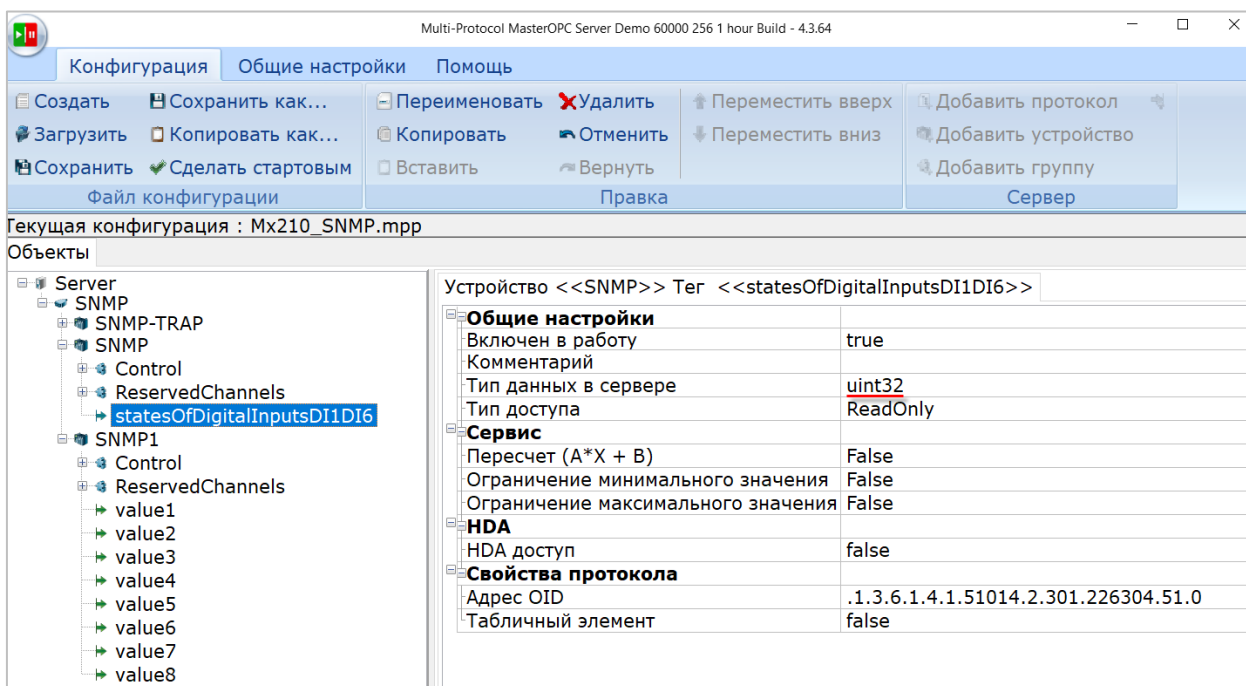 Multi-Protocol MasterOPC Server Demo 60000 256 1 hour Build - 4.3.64
Конфигурация Общие настройки Помощь
Создать Сохранить как... Переименовать Удалить Переместить вверх Добавить протокол
Загрузить Копировать как... Копировать Отменить Переместить вниз Добавить устройство
Сохранить Сделать стартовым Вставить Вернуть Добавить группу
Файл конфигурации Правка Сервер
Текущая конфигурация : Mx210_SNMP.mpp
Объекты
Server
SNMP
SNMP-TRAP
SNMP
Control
ReservedChannels
statesOfDigitalInputsDI1DI6
SNMP1
Control
ReservedChannels
value1
value2
value3
value4
value5
value6
value7
value8
Устройство <<SNMP>> Тег <<statesOfDigitalInputsDI1DI6>>
Общие настройки
Включен в работу true
Комментарий
Тип данных в сервере uint32
Тип доступа ReadOnly
Сервис
Пересчет (A*X + B) False
Ограничение минимального значения False
Ограничение максимального значения False
HDA
HDA доступ false
Свойства протокола
Адрес OID .1.3.6.1.4.1.51014.2.301.226304.51.0
Табличный элемент false